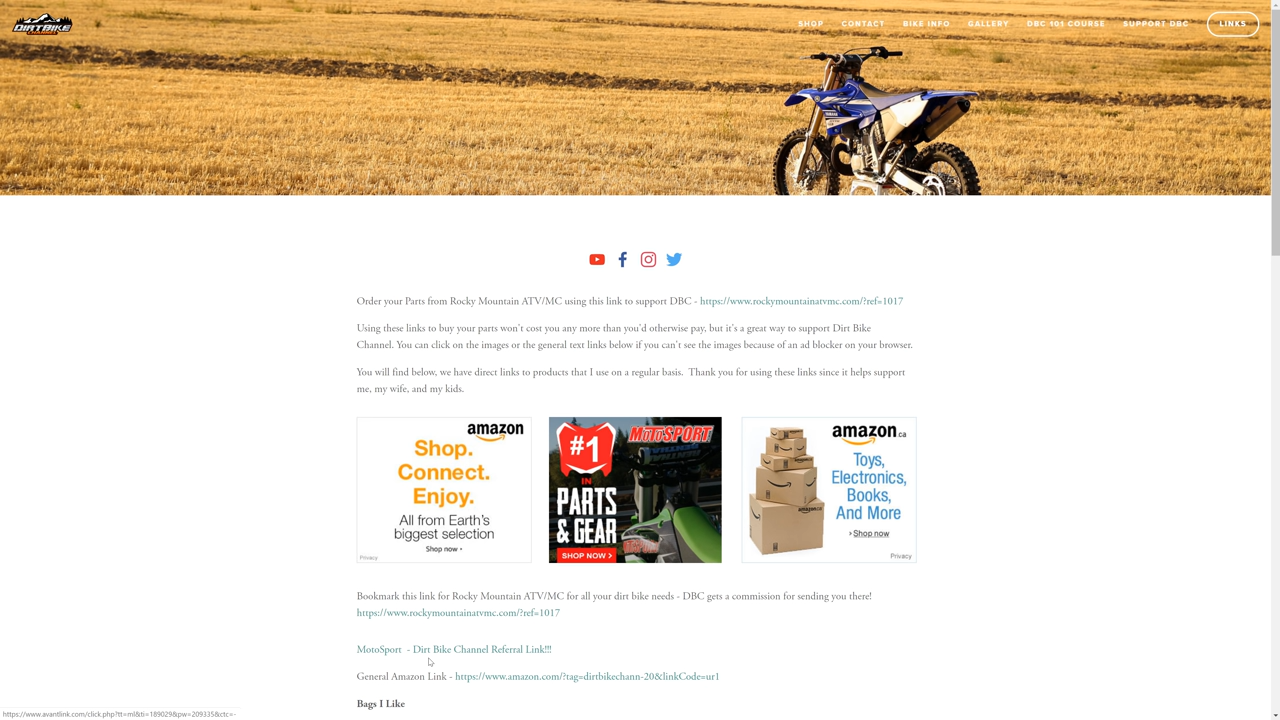 DIRTBIKE
CHANNEL
SHOP
CONTACT
BIKE INFO
GALLERY
DBC 101 COURSE
SUPPORT DBC
LINKS
YAMAHA
Order your Parts from Rocky Mountain ATV/MC using this link to support DBC - https://www.rockymountainatvmc.com/?ref=1017
Using these links to buy your parts won't cost you any more than you'd otherwise pay, but it's a great way to support Dirt Bike
Channel. You can click on the images or the general text links below if you can't see the images because of an ad blocker on your browser.
You will find below, we have direct links to products that I use on a regular basis.  Thank you for using these links since it helps support
me, my wife, and my kids.
amazon
Shop.
Connect.
Enjoy.
All from Earth's
biggest selection
Shop now
Privacy
#1
MOTOSPORT
IN
PARTS
& GEAR
SHOP NOW >
MOTOSPORT
amazon.ca
Toys,
Electronics,
Books,
And More
> Shop now
Privacy
Bookmark this link for Rocky Mountain ATV/MC for all your dirt bike needs - DBC gets a commission for sending you there!
https://www.rockymountainatvmc.com/?ref=1017
MotoSport  - Dirt Bike Channel Referral Link!!!
General Amazon Link - https://www.amazon.com/?tag=dirtbikechann-20&linkCode=ur1
Bags I Like
https://www.avantlink.com/click.php?tt=ml&ti=189029&pw=209335&ctc=-